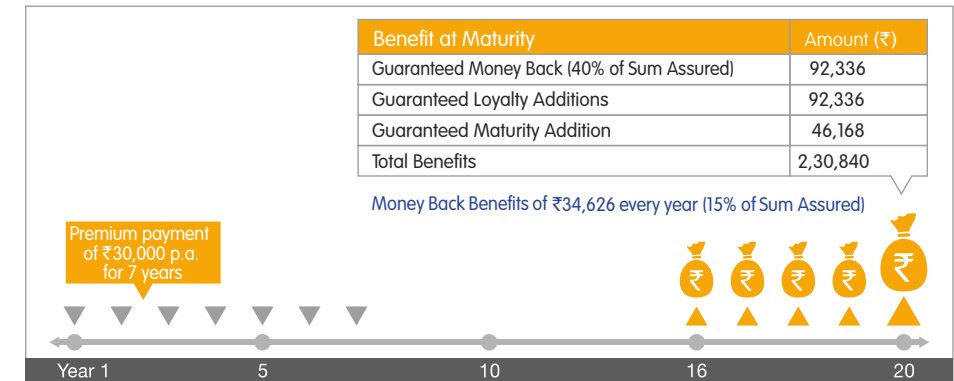 Benefit at Maturity Amount (₹)
Guaranteed Money Back (40% of Sum Assured) 92,336
Guaranteed Loyalty Additions 92,336
Guaranteed Maturity Addition 46,168
Total Benefits 2,30,840
Money Back Benefits of ₹34,626 every year (15% of Sum Assured)
Premium payment
of ₹30,000 p.a.
for 7 years
₹ ₹ ₹ ₹ ₹
Year 1 5 10 16 20